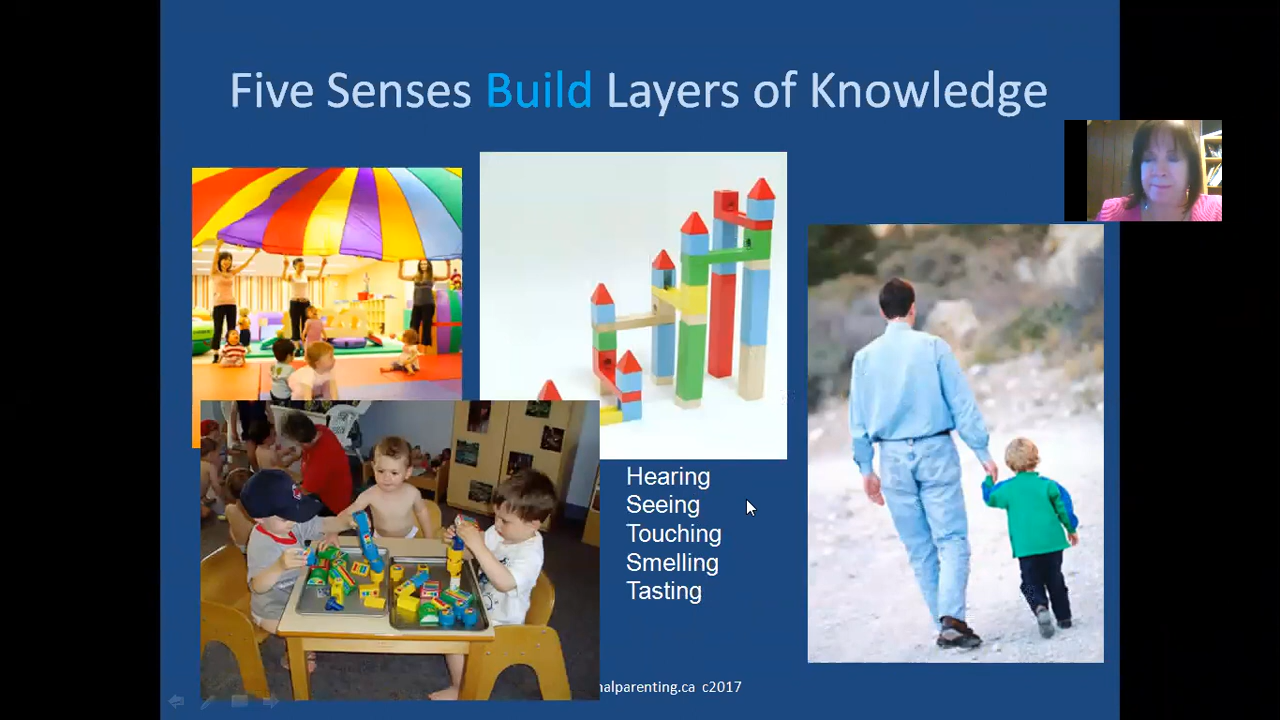 Five Senses Build Layers of Knowledge
Hearing
Seeing
Touching
Smelling
Tasting
nalparenting.ca c2017